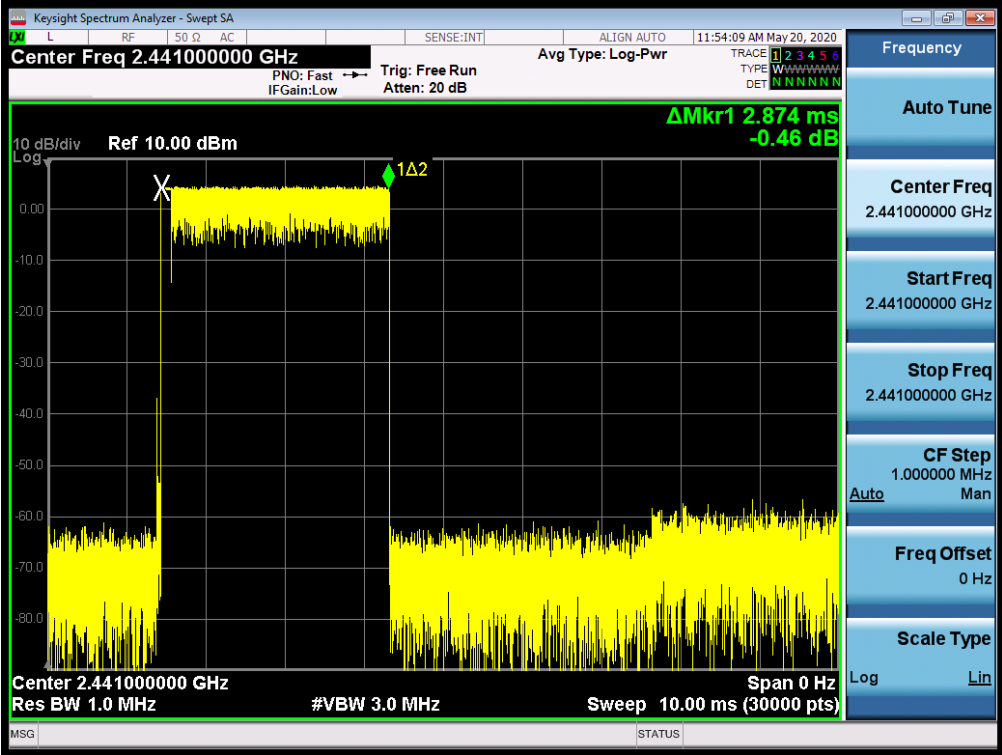 Keysight Spectrum Analyzer - Swept SA
LXI L RF 50 Ω AC SENSE:INT ALIGN AUTO 11:54:09 AM May 20, 2020
Center Freq 2.441000000 GHz
PNO: Fast
IFGain:Low
Trig: Free Run
Atten: 20 dB
Avg Type: Log-Pwr
TRACE 1 2 3 4 5 6
TYPE WWWWWW
DET N N N N N N
ΔMkr1 2.874 ms
-0.46 dB
10 dB/div Ref 10.00 dBm
Log
1Δ2
0.00
-10.0
-20.0
-30.0
-40.0
-50.0
-60.0
-70.0
-80.0
Center 2.441000000 GHz Span 0 Hz
Res BW 1.0 MHz #VBW 3.0 MHz Sweep 10.00 ms (30000 pts)
MSG STATUS
Frequency
Auto Tune
Center Freq
2.441000000 GHz
Start Freq
2.441000000 GHz
Stop Freq
2.441000000 GHz
CF Step
1.000000 MHz
Auto Man
Freq Offset
0 Hz
Scale Type
Log Lin